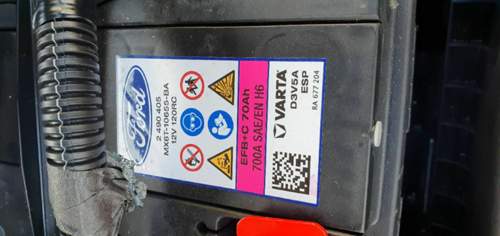 Ford
2 490 405
MX6T-10655-BA
12V 120RC
EFB+C 70Ah
700A SAE/EN H6
VARTA
D3V5A
ESP
RA 677 204